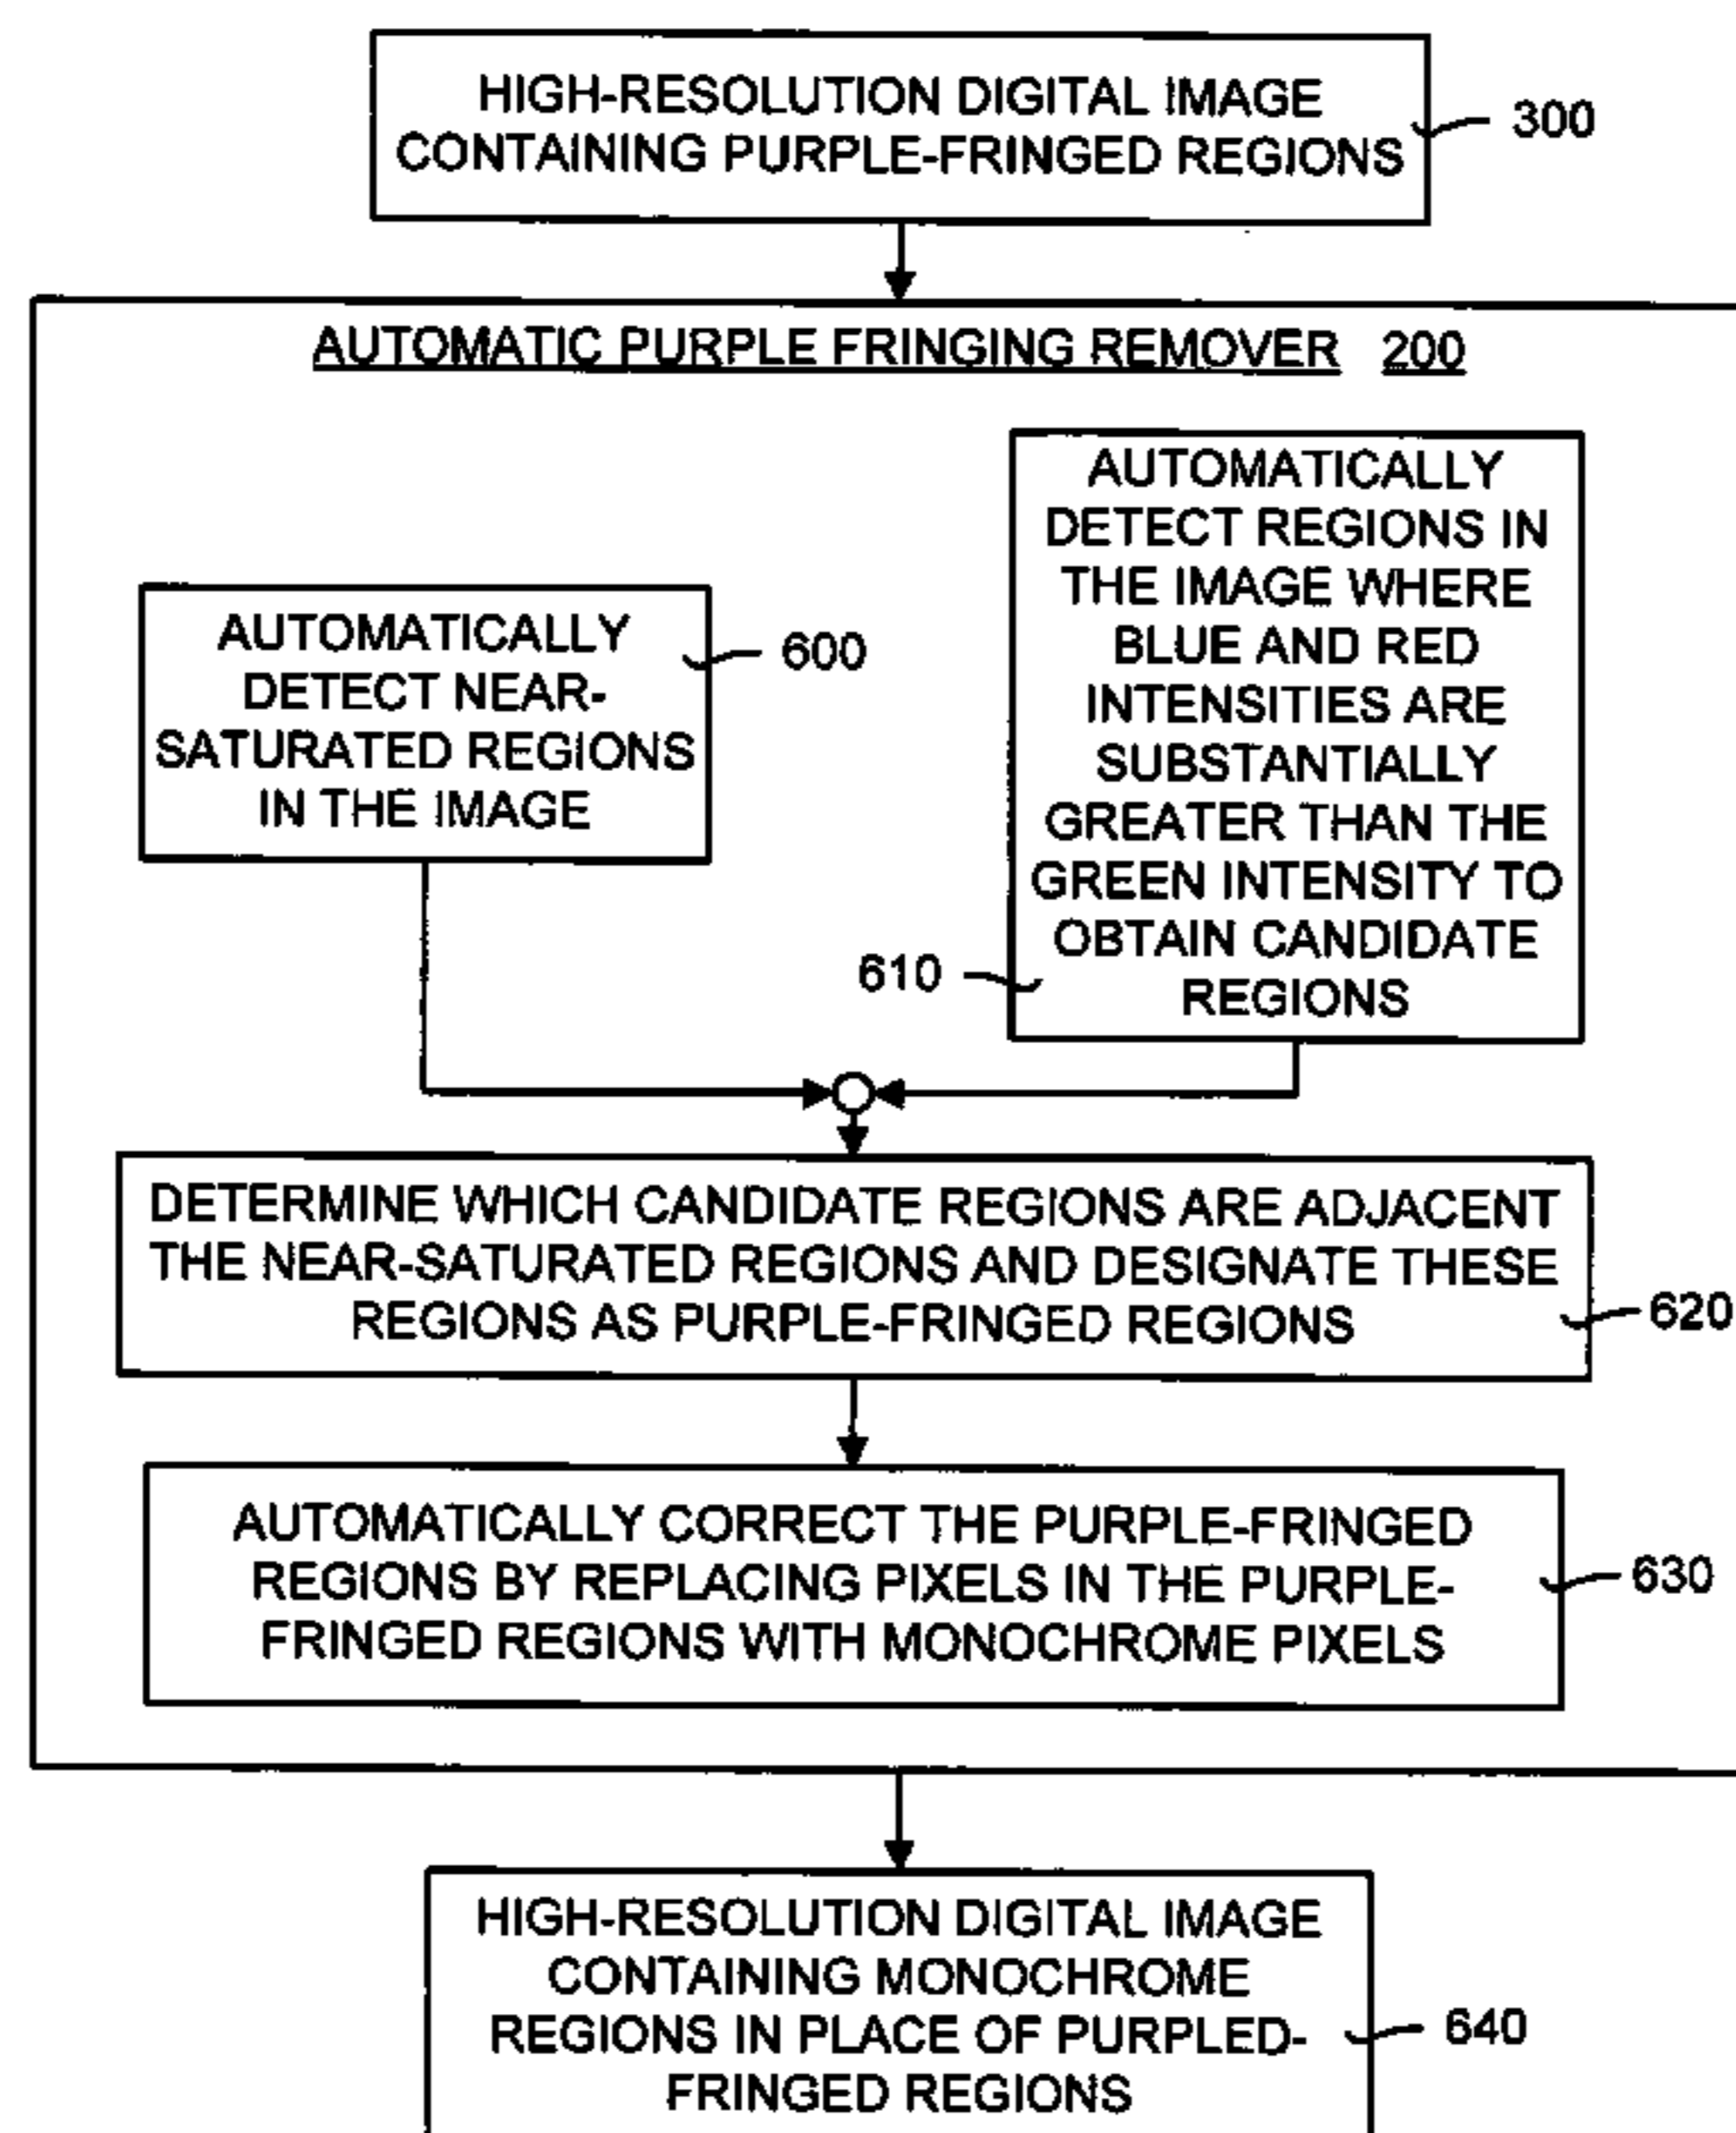 HIGH-RESOLUTION DIGITAL IMAGE
CONTAINING PURPLE-FRINGED REGIONS
300
AUTOMATIC PURPLE FRINGING REMOVER 200
AUTOMATICALLY
DETECT NEAR-
SATURATED REGIONS
IN THE IMAGE
600
AUTOMATICALLY
DETECT REGIONS IN
THE IMAGE WHERE
BLUE AND RED
INTENSITIES ARE
SUBSTANTIALLY
GREATER THAN THE
GREEN INTENSITY TO
OBTAIN CANDIDATE
REGIONS
610
DETERMINE WHICH CANDIDATE REGIONS ARE ADJACENT
THE NEAR-SATURATED REGIONS AND DESIGNATE THESE
REGIONS AS PURPLE-FRINGED REGIONS
620
AUTOMATICALLY CORRECT THE PURPLE-FRINGED
REGIONS BY REPLACING PIXELS IN THE PURPLE-
FRINGED REGIONS WITH MONOCHROME PIXELS
630
HIGH-RESOLUTION DIGITAL IMAGE
CONTAINING MONOCHROME
REGIONS IN PLACE OF PURPLED-
FRINGED REGIONS
640